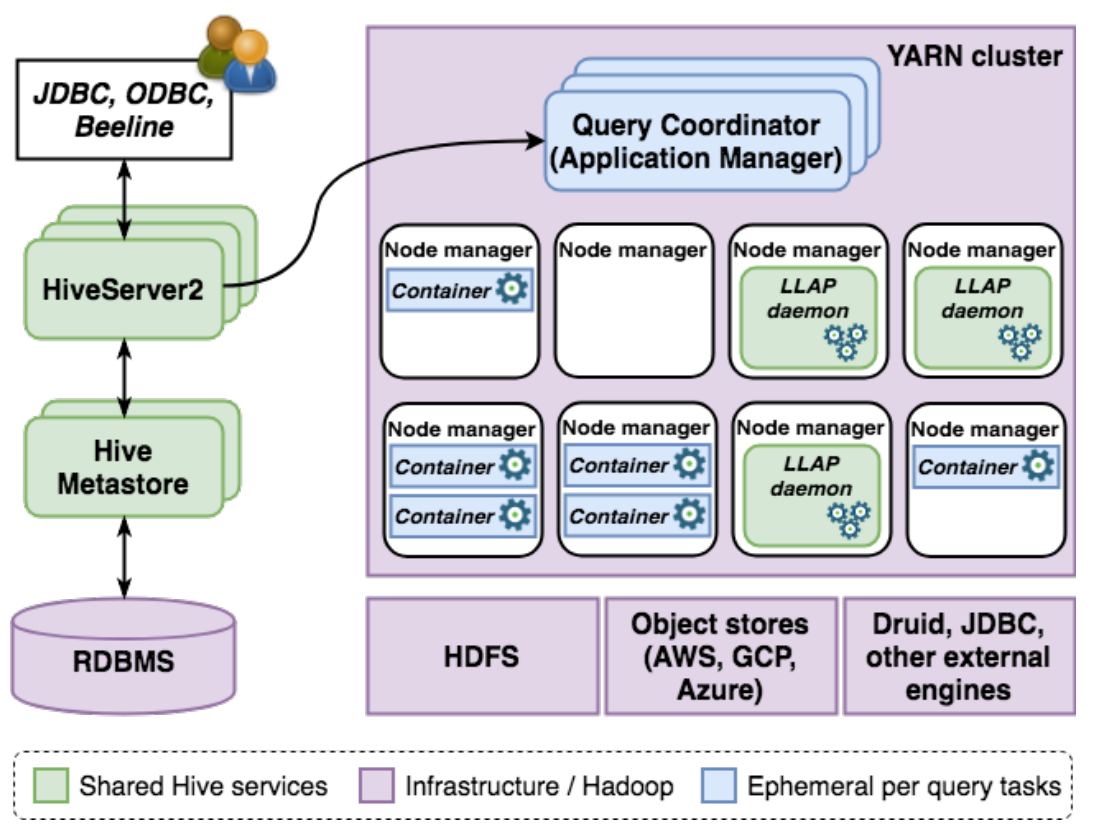 JDBC, ODBC,
Beeline
HiveServer2
Hive
Metastore
RDBMS
YARN cluster
Query Coordinator
(Application Manager)
Node manager
Container
Node manager
Node manager
LLAP
daemon
Node manager
LLAP
daemon
Node manager
Container
Container
Node manager
Container
Container
Node manager
LLAP
daemon
Node manager
Container
HDFS
Object stores
(AWS, GCP,
Azure)
Druid, JDBC,
other external
engines
Shared Hive services
Infrastructure / Hadoop
Ephemeral per query tasks